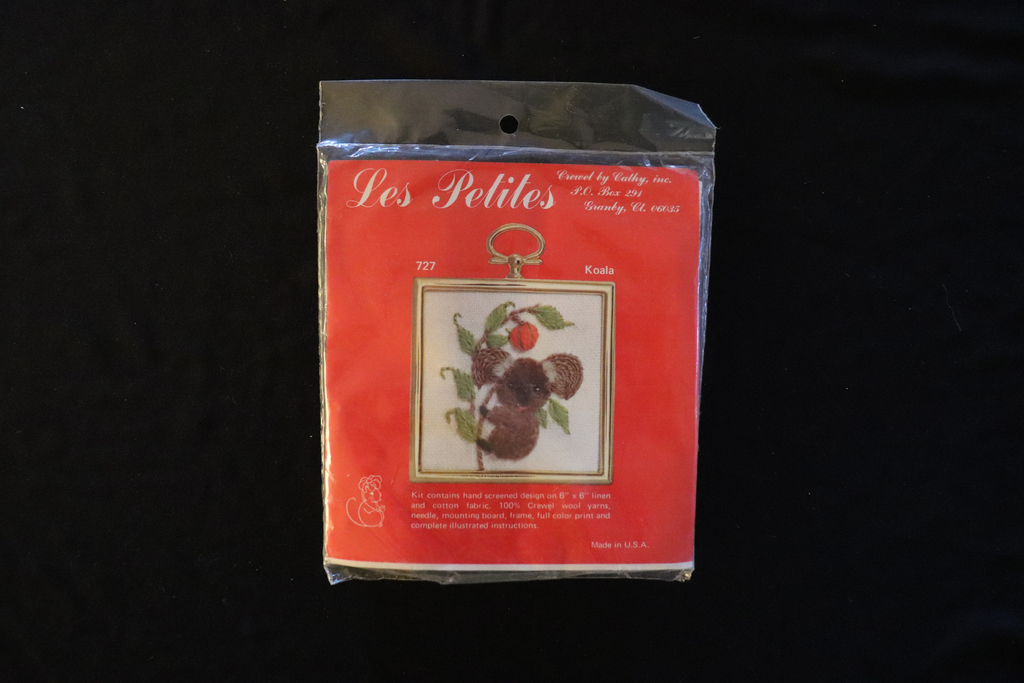 Les Petites
Crewel by Cathy, inc.
P.O. Box 291
Granby, Ct. 06035
727
Koala
Kit contains hand screened design on 6" x 6" linen
and cotton fabric. 100% Crewel wool yarns,
needle, mounting board, frame, full color print and
complete illustrated instructions.
Made in U.S.A.